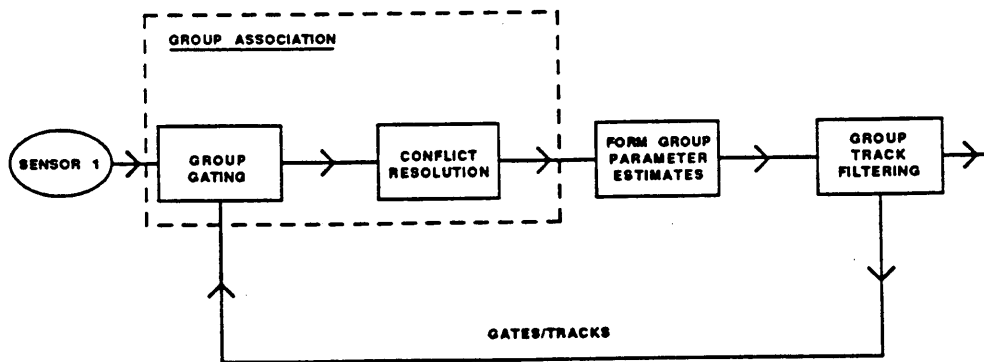 GROUP ASSOCIATION
SENSOR 1
GROUP
GATING
CONFLICT
RESOLUTION
FORM GROUP
PARAMETER
ESTIMATES
GROUP
TRACK
FILTERING
GATES/TRACKS